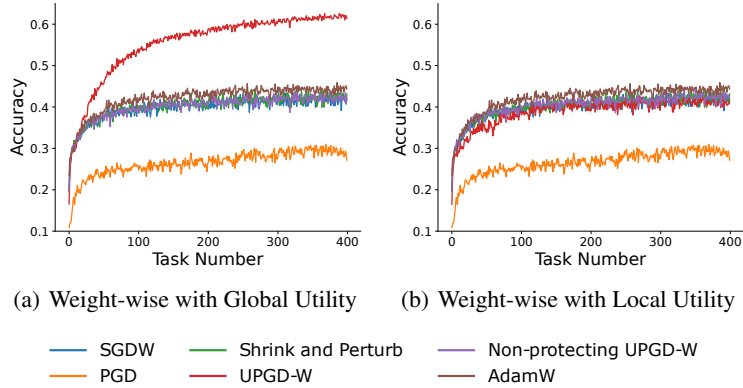 0.6
0.5
0.4
0.3
0.2
0.1
Accuracy
0 100 200 300 400
Task Number
0.6
0.5
0.4
0.3
0.2
0.1
Accuracy
0 100 200 300 400
Task Number
(a) Weight-wise with Global Utility
(b) Weight-wise with Local Utility
SGDW Shrink and Perturb Non-protecting UPGD-W
PGD UPGD-W AdamW